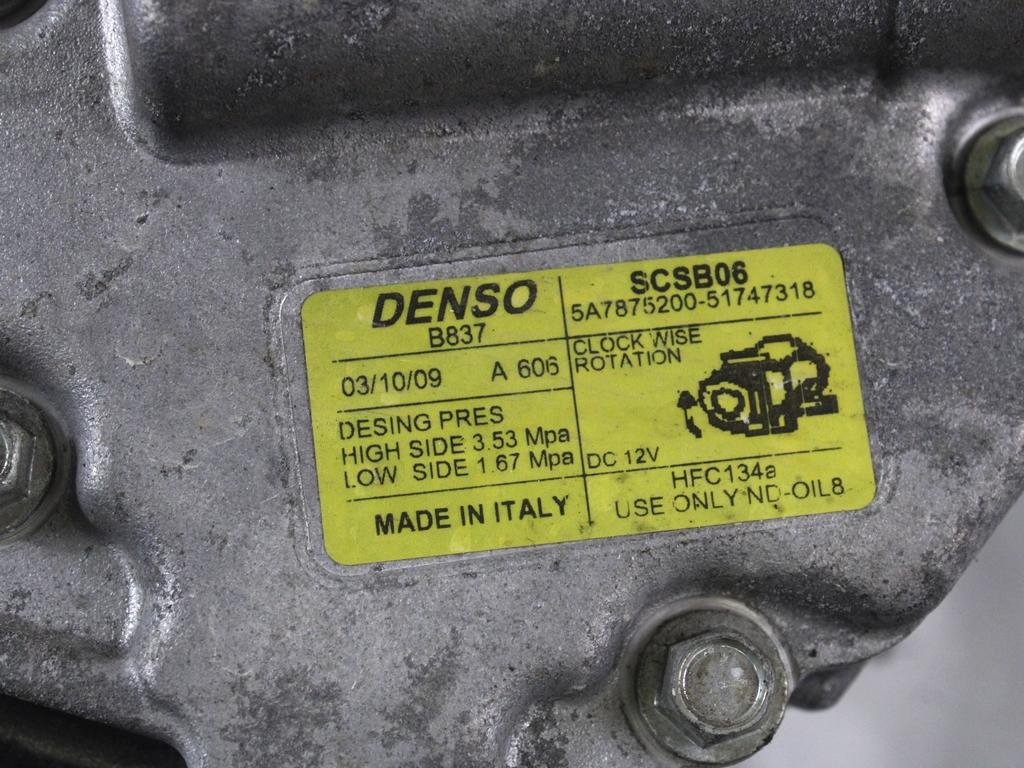 DENSO
B837
03/10/09 A 606
DESING PRES
HIGH SIDE 3.53 Mpa
LOW SIDE 1.67 Mpa
MADE IN ITALY
SCSB06
5A7875200-51747318
CLOCK WISE
ROTATION
DC 12V
HFC134a
USE ONLY ND-OIL8